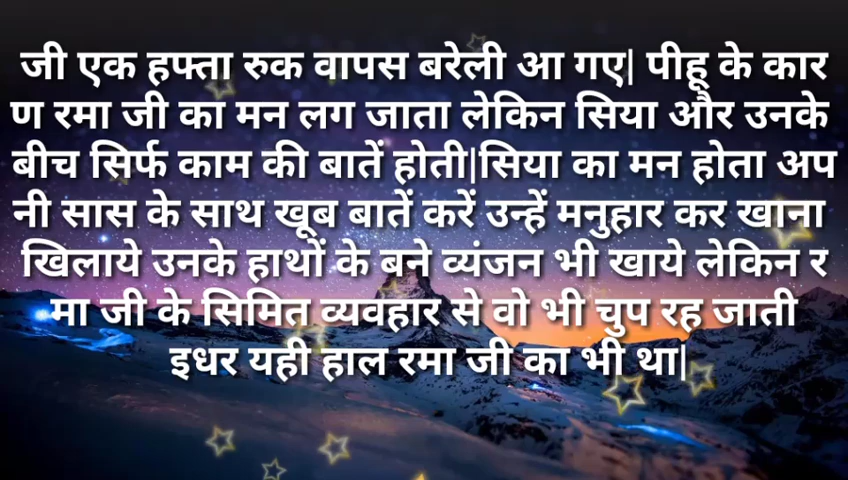 जी एक हफ्ता रुक वापस बरेली आ गए| पीहू के कार
ण रमा जी का मन लग जाता लेकिन सिया और उनके
बीच सिर्फ काम की बातें होती|सिया का मन होता अप
नी सास के साथ खूब बातें करें उन्हें मनुहार कर खाना
खिलाये उनके हाथों के बने व्यंजन भी खाये लेकिन र
मा जी के सिमित व्यवहार से वो भी चुप रह जाती
इधर यही हाल रमा जी का भी था|